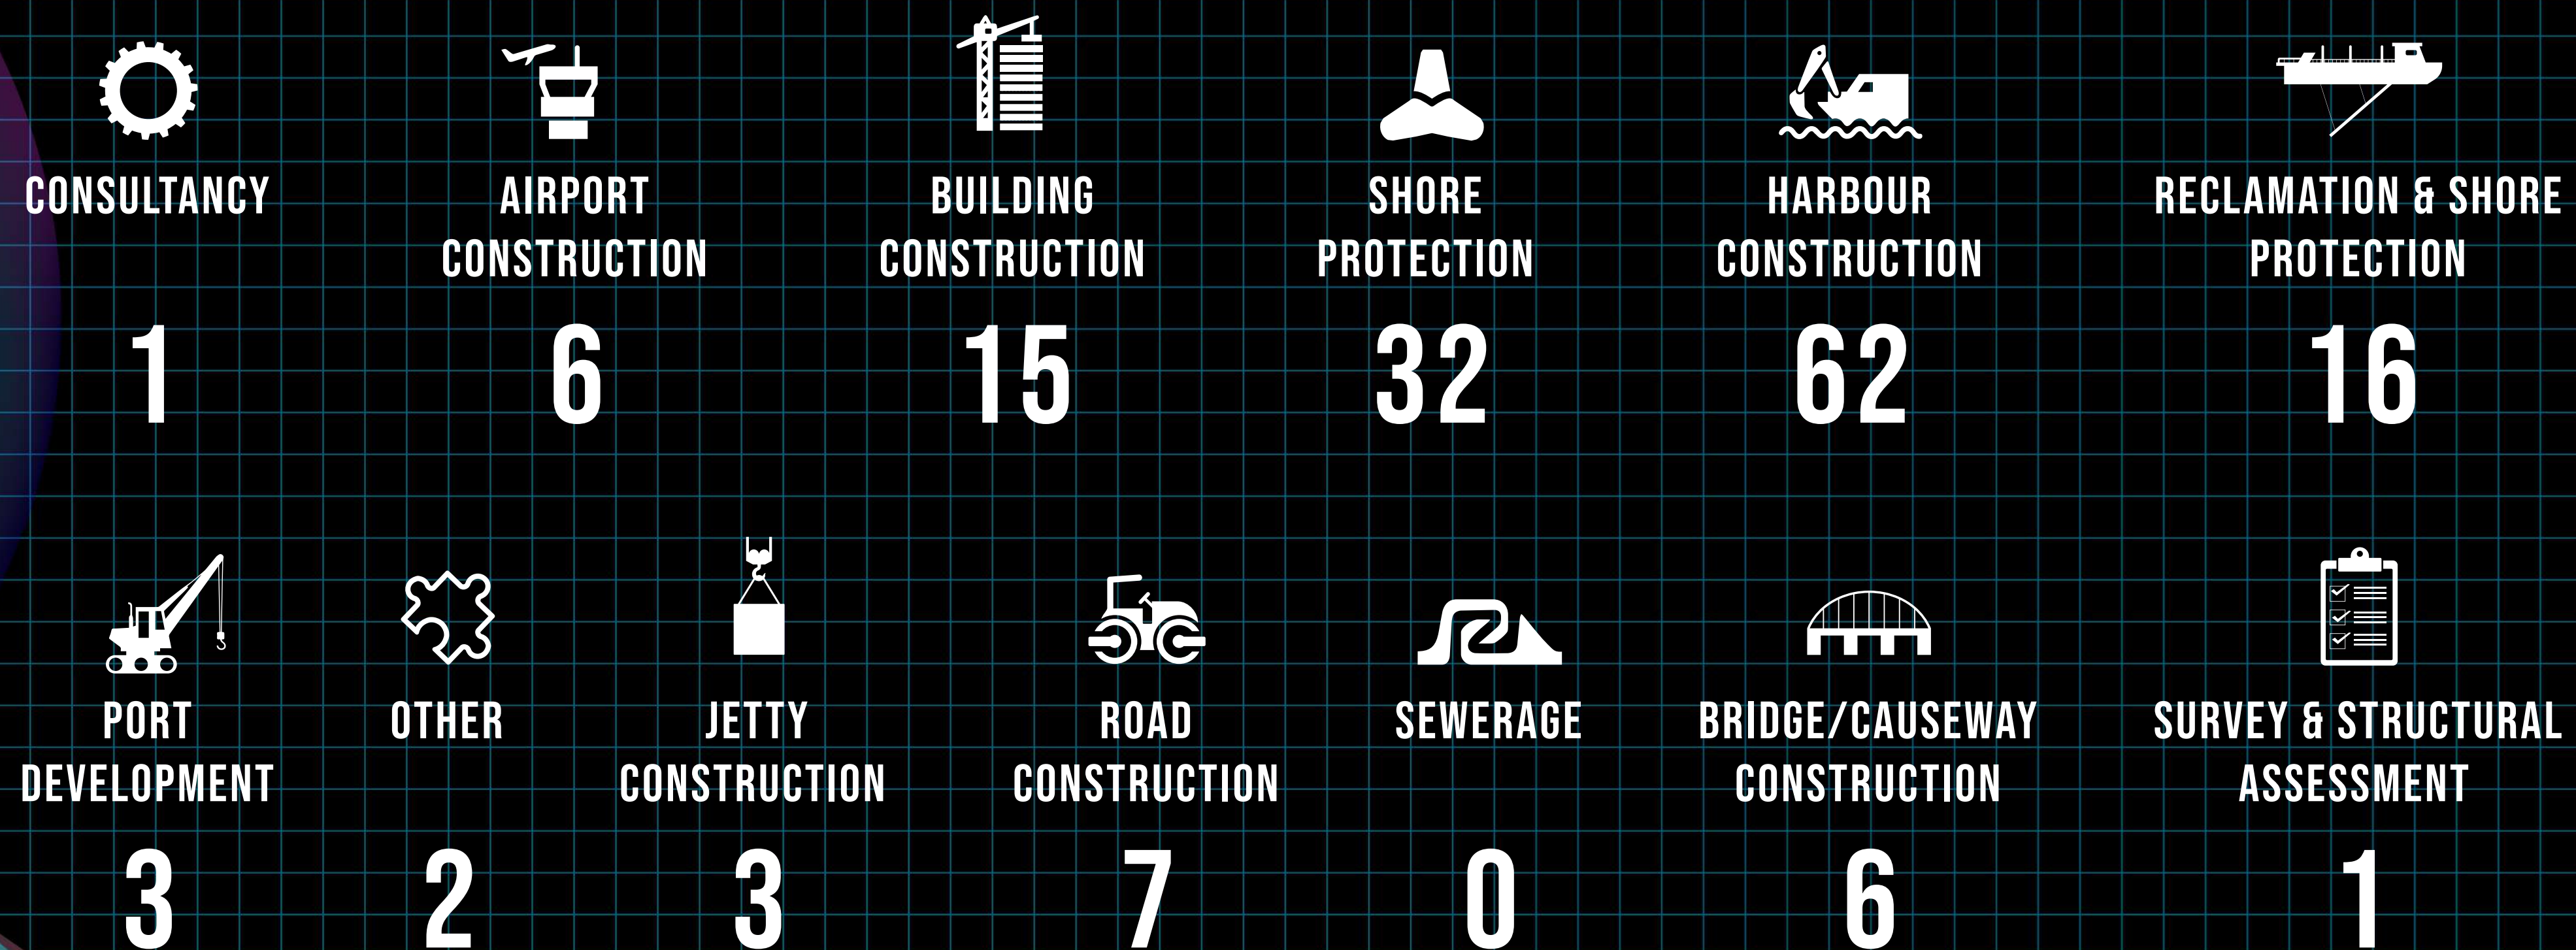 CONSULTANCY
1
AIRPORT
CONSTRUCTION
6
BUILDING
CONSTRUCTION
15
SHORE
PROTECTION
32
HARBOUR
CONSTRUCTION
62
RECLAMATION & SHORE
PROTECTION
16
PORT
DEVELOPMENT
3
OTHER
2
JETTY
CONSTRUCTION
3
ROAD
CONSTRUCTION
7
SEWERAGE
0
BRIDGE/CAUSEWAY
CONSTRUCTION
6
SURVEY & STRUCTURAL
ASSESSMENT
1